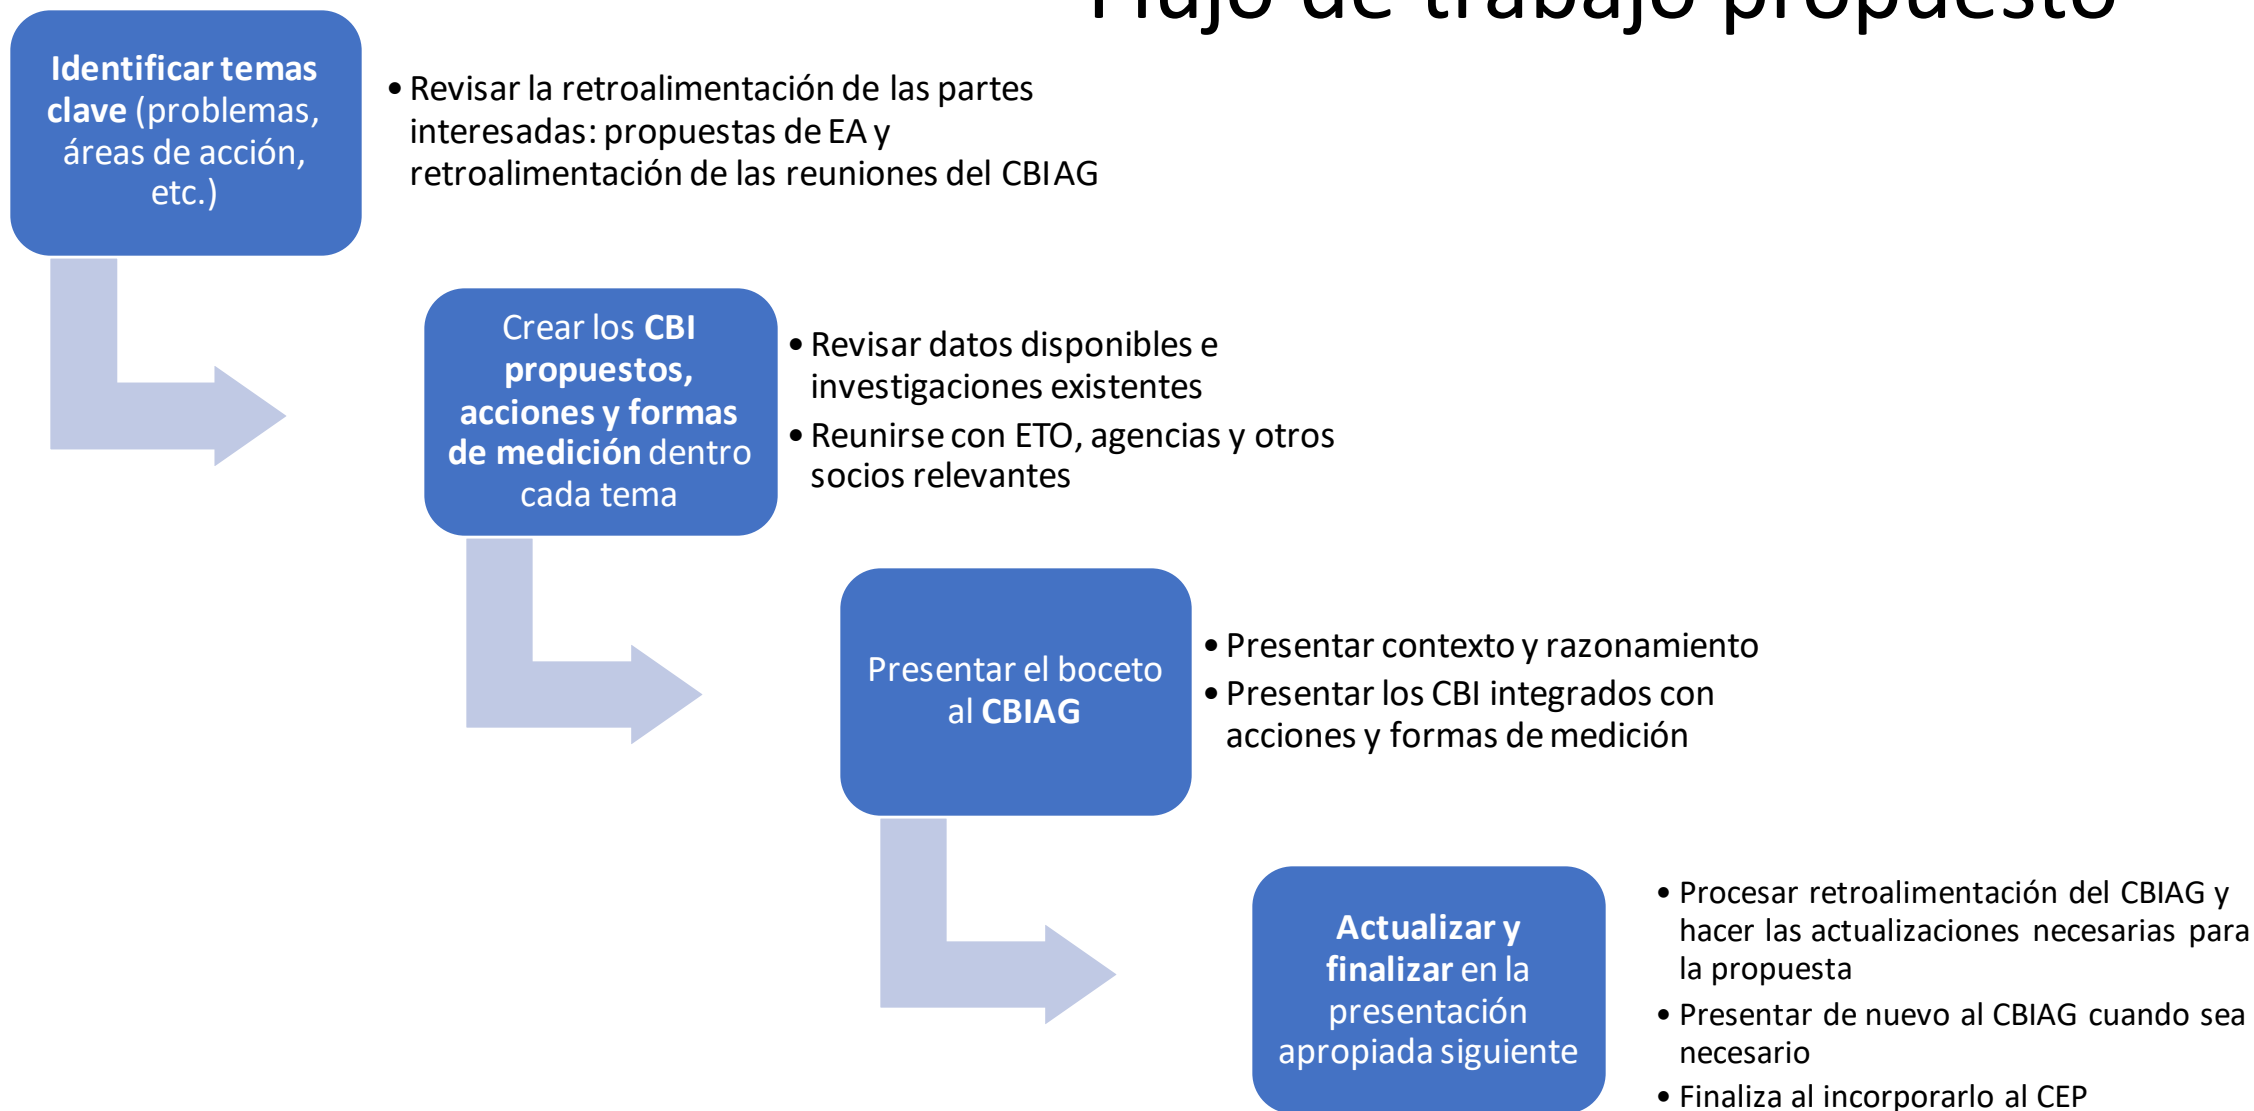 Flujo de trabajo propuesto
Identificar temas
clave (problemas,
áreas de acción,
etc.)
• Revisar la retroalimentación de las partes
interesadas: propuestas de EA y
retroalimentación de las reuniones del CBIAG
Crear los CBI
propuestos,
acciones y formas
de medición dentro
cada tema
• Revisar datos disponibles e
investigaciones existentes
• Reunirse con ETO, agencias y otros
socios relevantes
Presentar el boceto
al CBIAG
• Presentar contexto y razonamiento
• Presentar los CBI integrados con
acciones y formas de medición
Actualizar y
finalizar en la
presentación
apropiada siguiente
• Procesar retroalimentación del CBIAG y
hacer las actualizaciones necesarias para
la propuesta
• Presentar de nuevo al CBIAG cuando sea
necesario
• Finaliza al incorporarlo al CEP